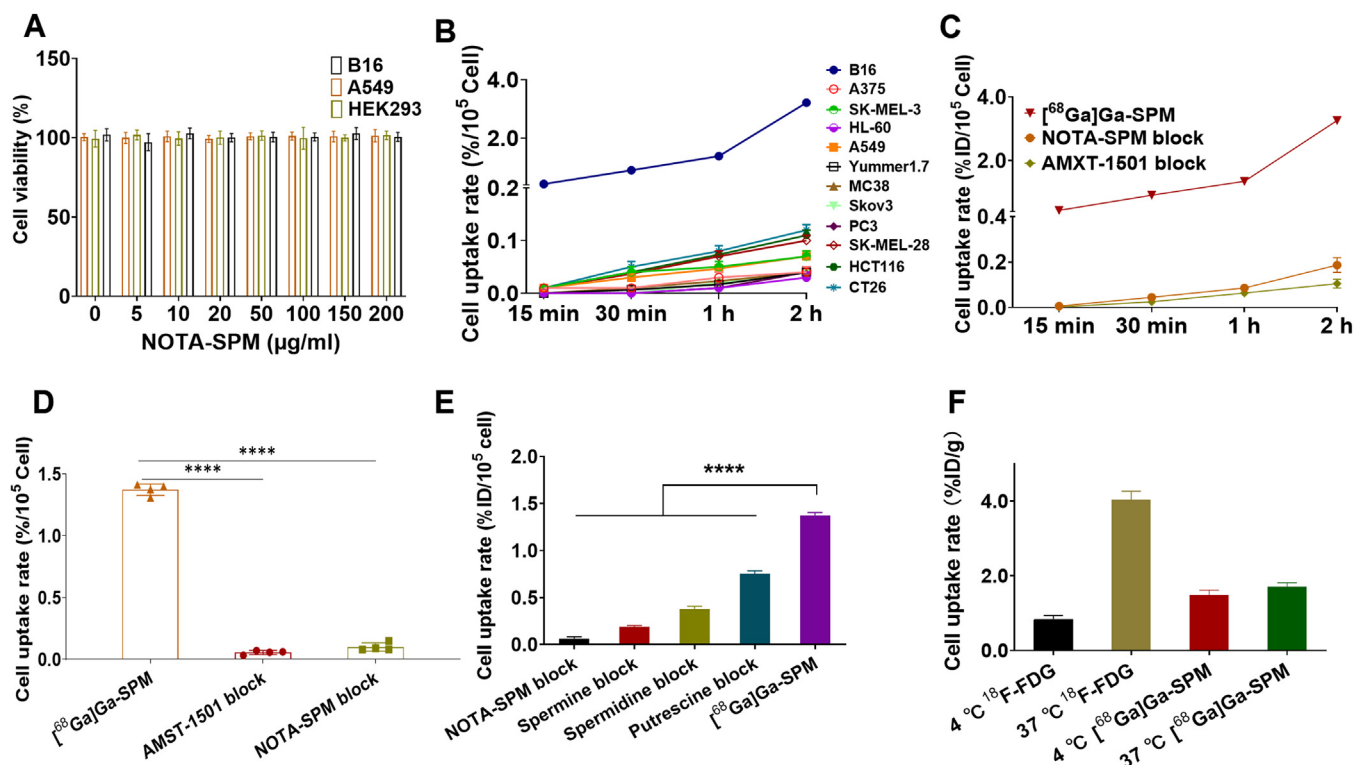 A
Cell viability (%)
150
100
50
0
B16
A549
HEK293
0 5 10 20 50 100 150 200
NOTA-SPM (μg/ml)
B
Cell uptake rate (%/10⁵ Cell)
4.0
2.0
0.2
0.1
0.0
15 min 30 min 1 h 2 h
B16
A375
SK-MEL-3
HL-60
A549
Yummer1.7
MC38
Skov3
PC3
SK-MEL-28
HCT116
CT26
C
Cell uptake rate (%ID/10⁵ Cell)
4.0
2.0
0.4
0.2
0.0
15 min 30 min 1 h 2 h
[⁶⁸Ga]Ga-SPM
NOTA-SPM block
AMXT-1501 block
D
Cell uptake rate (%/10⁵ Cell)
1.5
1.0
0.5
0.0
****
****
[⁶⁸Ga]Ga-SPM
AMST-1501 block
NOTA-SPM block
E
Cell uptake rate (%ID/10⁵ cell)
2.0
1.5
1.0
0.5
0.0
****
NOTA-SPM block
Spermine block
Spermidine block
Putrescine block
[⁶⁸Ga]Ga-SPM
F
Cell uptake rate (%ID/g)
4.0
2.0
0.0
4 °C ¹⁸F-FDG
37 °C ¹⁸F-FDG
4 °C [⁶⁸Ga]Ga-SPM
37 °C [⁶⁸Ga]Ga-SPM